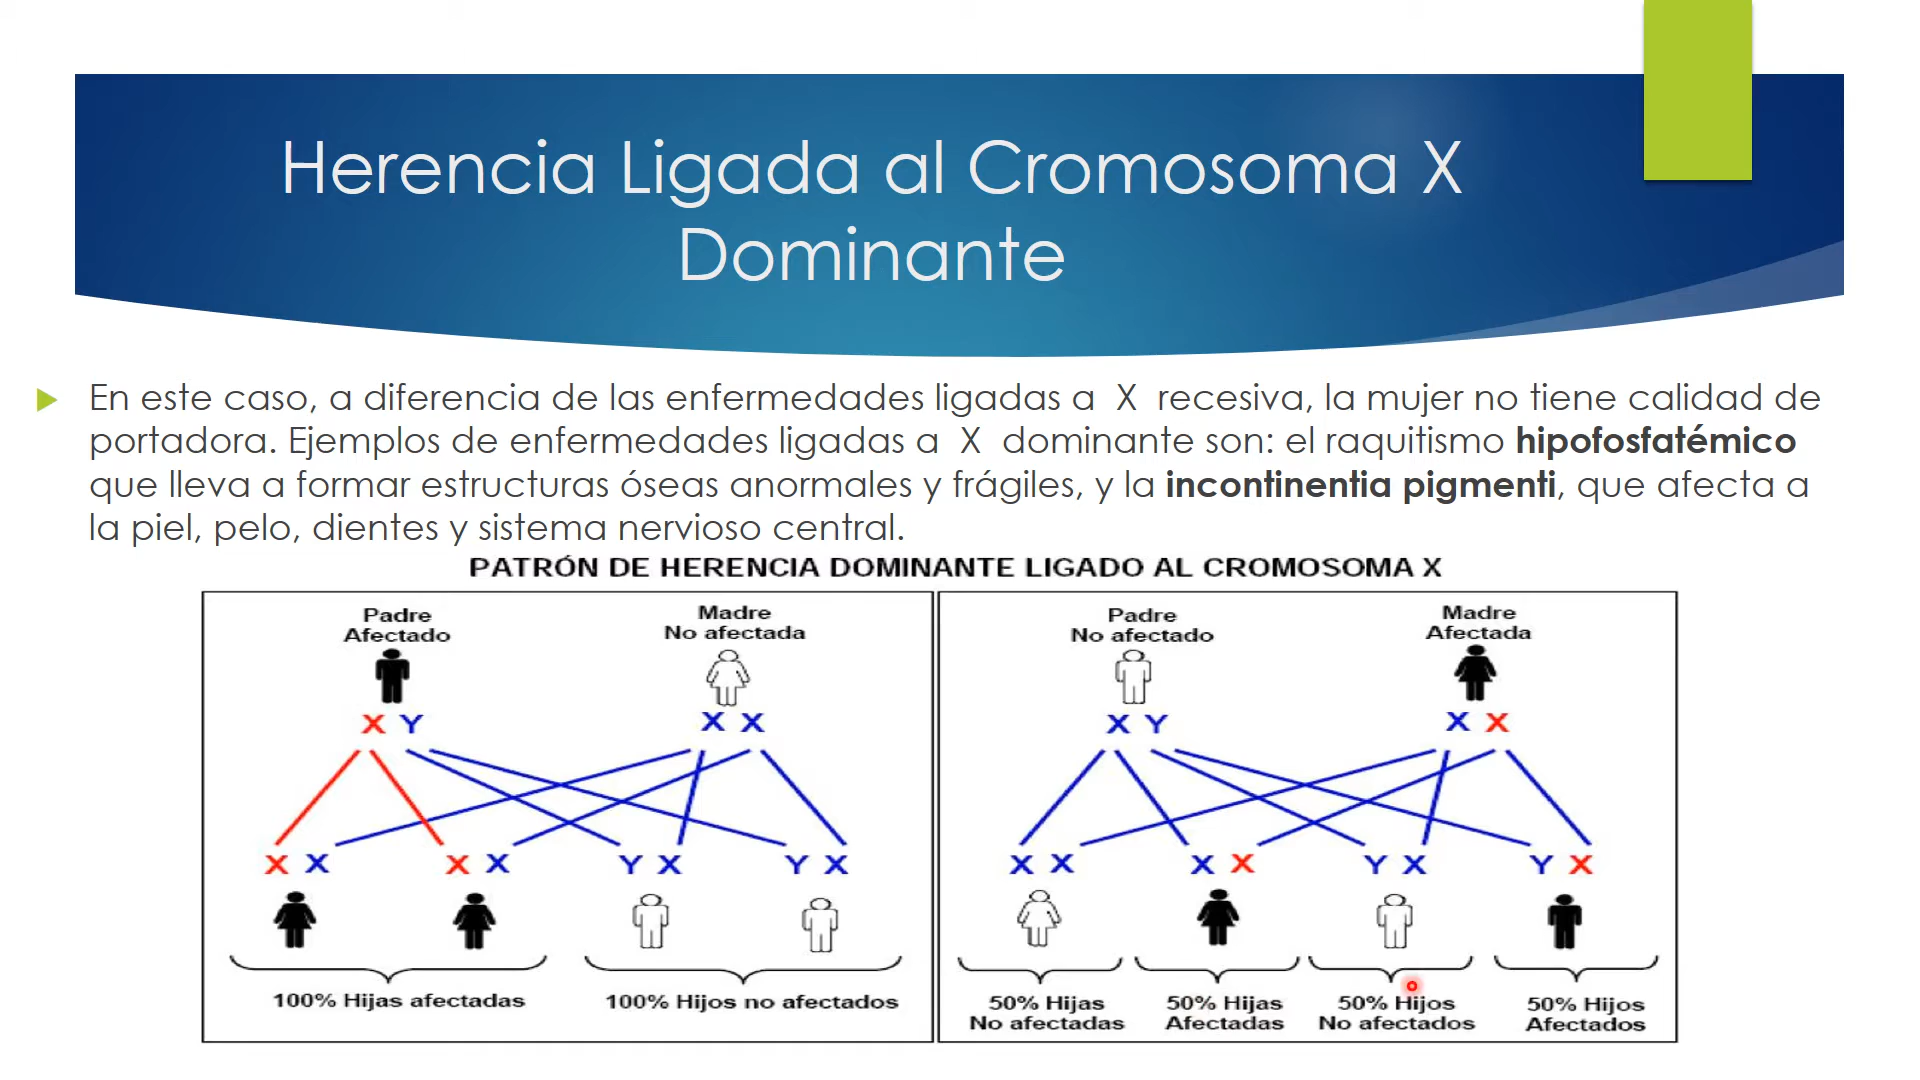 Herencia Ligada al Cromosoma X
Dominante
En este caso, a diferencia de las enfermedades ligadas a X recesiva, la mujer no tiene calidad de
portadora. Ejemplos de enfermedades ligadas a X dominante son: el raquitismo hipofosfatémico
que lleva a formar estructuras óseas anormales y frágiles, y la incontinentia pigmenti, que afecta a
la piel, pelo, dientes y sistema nervioso central.
PATRÓN DE HERENCIA DOMINANTE LIGADO AL CROMOSOMA X
Padre
Afectado
Madre
No afectada
X Y
X X
X X
X X
Y X
Y X
100% Hijas afectadas
100% Hijos no afectados
Padre
No afectado
Madre
Afectada
X Y
X X
X X
X X
Y X
Y X
50% Hijas
No afectadas
50% Hijas
Afectadas
50% Hijos
No afectados
50% Hijos
Afectados